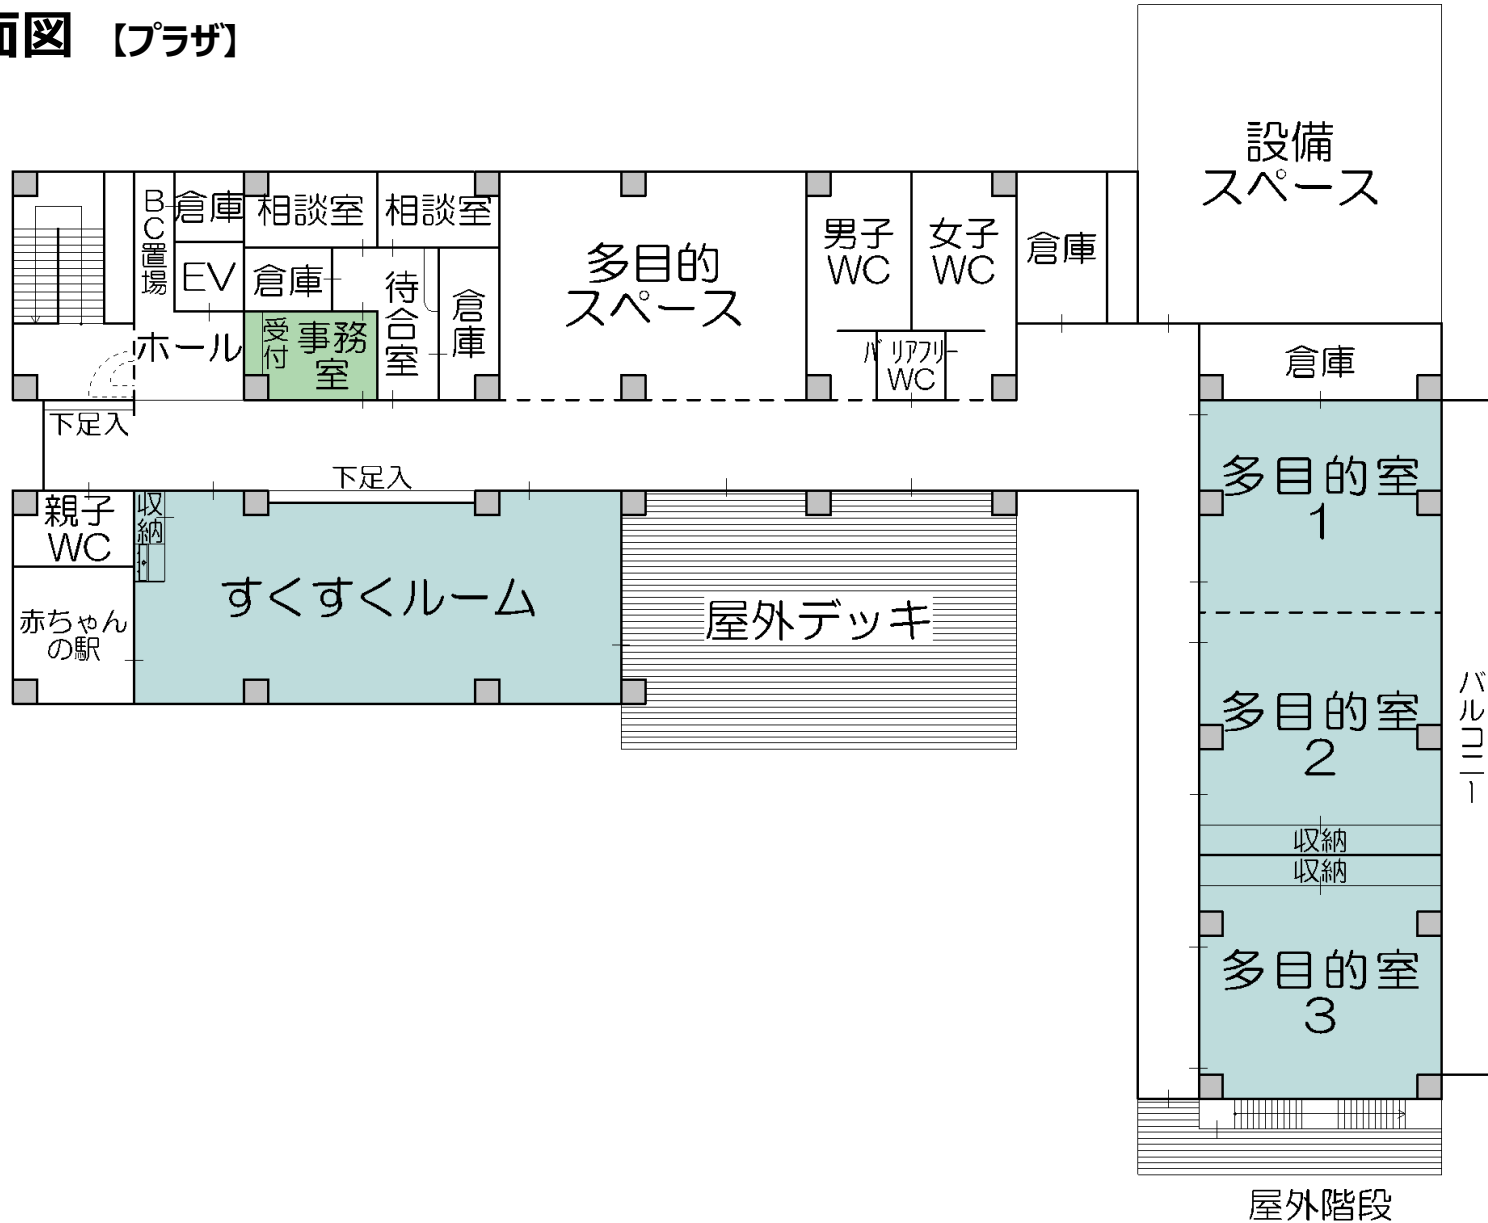 面図 【プラザ】
設備
スペース
BC置場
倉庫
相談室
相談室
EV
倉庫
待合室
倉庫
多目的
スペース
男子
WC
女子
WC
倉庫
ホール
受付
事務
室
バリアフリー
WC
倉庫
下足入
下足入
親子
WC
収納
赤ちゃん
の駅
すくすくルーム
屋外デッキ
多目的室
1
多目的室
2
収納
収納
多目的室
3
バルコニー
屋外階段